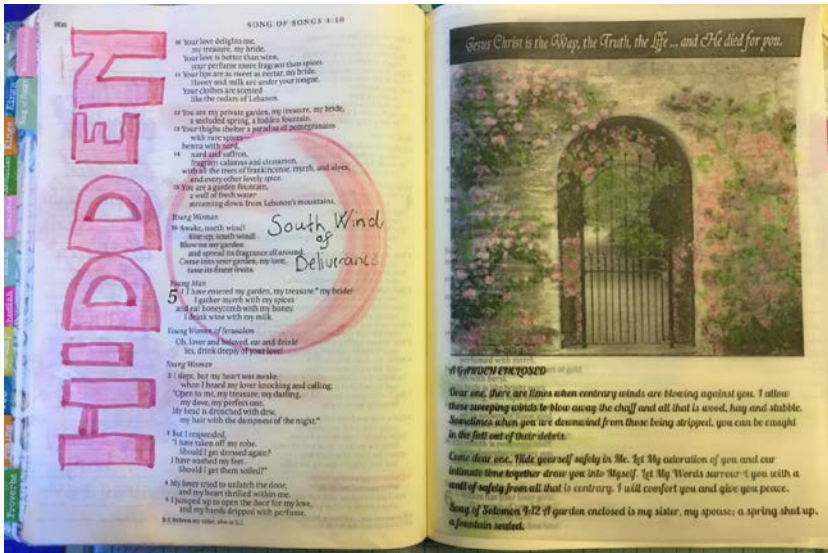 806
SONG OF SONGS 4:10
HIDDEN
10 Your love delights me,
my treasure, my bride.
Your love is better than wine,
your perfume more fragrant than spices.
11 Your lips are as sweet as nectar, my bride.
Honey and milk are under your tongue.
Your clothes are scented
like the cedars of Lebanon.
12 You are my private garden, my treasure, my bride,
a secluded spring, a hidden fountain.
13 Your thighs shelter a paradise of pomegranates
with rare spices
henna with nard,
14 nard and saffron,
fragrant calamus and cinnamon,
with all the trees of frankincense, myrrh, and aloes,
and every other lovely spice.
15 You are a garden fountain,
a well of fresh water
streaming down from Lebanon's mountains.
Young Woman
16 Awake, north wind!
Rise up, south wind!
Blow on my garden
and spread its fragrance all around.
Come into your garden, my love;
taste its finest fruits.
South Wind
of
Deliverance
Young Man
5 1 I have entered my garden, my treasure, my bride!
I gather myrrh with my spices
and eat honeycomb with my honey.
I drink wine with my milk.
Young Women of Jerusalem
Oh, lover and beloved, eat and drink!
Yes, drink deeply of your love!
Young Woman
2 I slept, but my heart was awake,
when I heard my lover knocking and calling:
"Open to me, my treasure, my darling,
my dove, my perfect one.
My head is drenched with dew,
my hair with the dampness of the night."
3 But I responded,
"I have taken off my robe.
Should I get dressed again?
I have washed my feet.
Should I get them soiled?"
4 My lover tried to unlatch the door,
and my heart thrilled within me.
5 I jumped up to open the door for my love,
and my hands dripped with perfume.
Kings
Proverbs
Jesus Christ is the Way, the Truth, the Life ... and He died for you.
A GARDEN ENCLOSED
Dear one, there are times when contrary winds are blowing against you. I allow
these sweeping winds to blow away the chaff and all that is wood, hay and stubble.
Sometimes when you are downwind from those being stripped, you can be caught
in the fall out of their debris.
Come dear one. Hide yourself safely in Me. Let My adoration of you and our
intimate time together draw you into Myself. Let My Words surround you with a
wall of safety from all that is contrary. I will comfort you and give you peace.
Song of Solomon 4:12 A garden enclosed is my sister, my spouse; a spring shut up,
a fountain sealed.